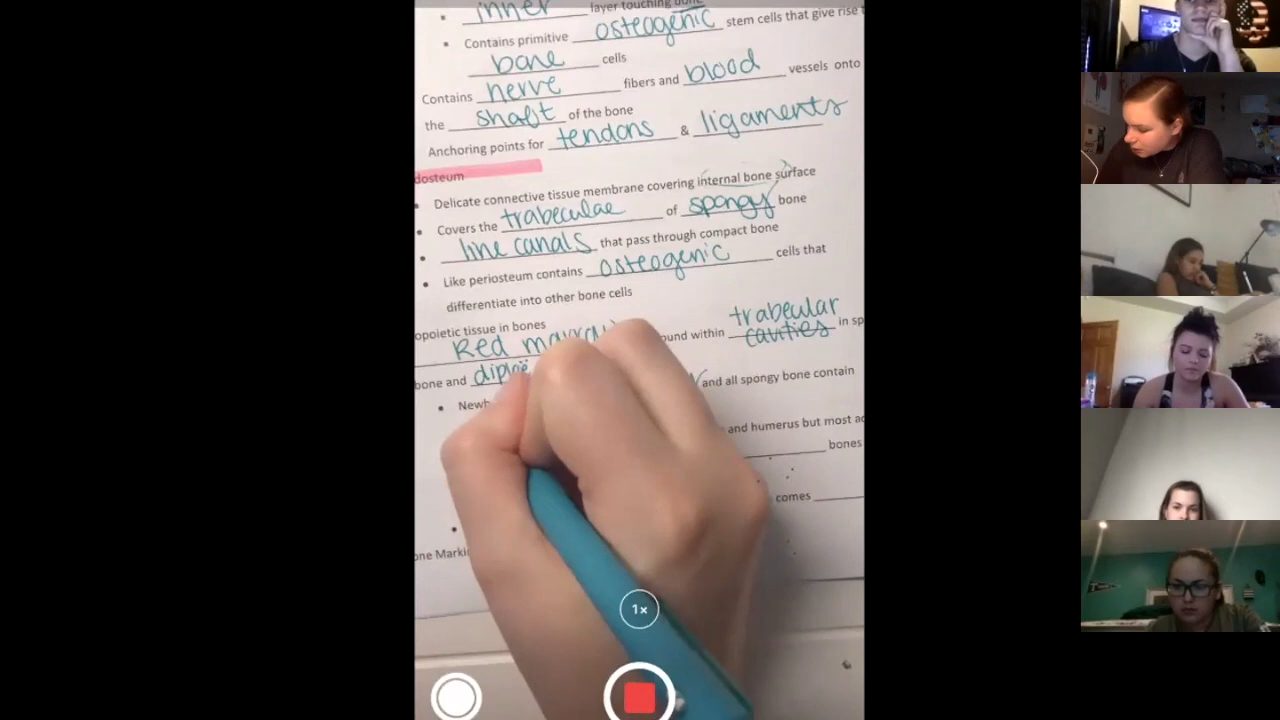 inner layer touching bone
Contains primitive osteogenic stem cells that give rise t
bone cells
Contains nerve fibers and blood vessels onto
the shaft of the bone
Anchoring points for tendons & ligaments
dosteum
Delicate connective tissue membrane covering internal bone surface
Covers the trabeculae of spongy bone
line canals that pass through compact bone
Like periosteum contains osteogenic cells that
differentiate into other bone cells
opoietic tissue in bones
trabecular
Red marrow ound within cavities in sp
bone and diploë and all spongy bone contain
Newb
and humerus but most ac
bones
comes
one Marki
1×